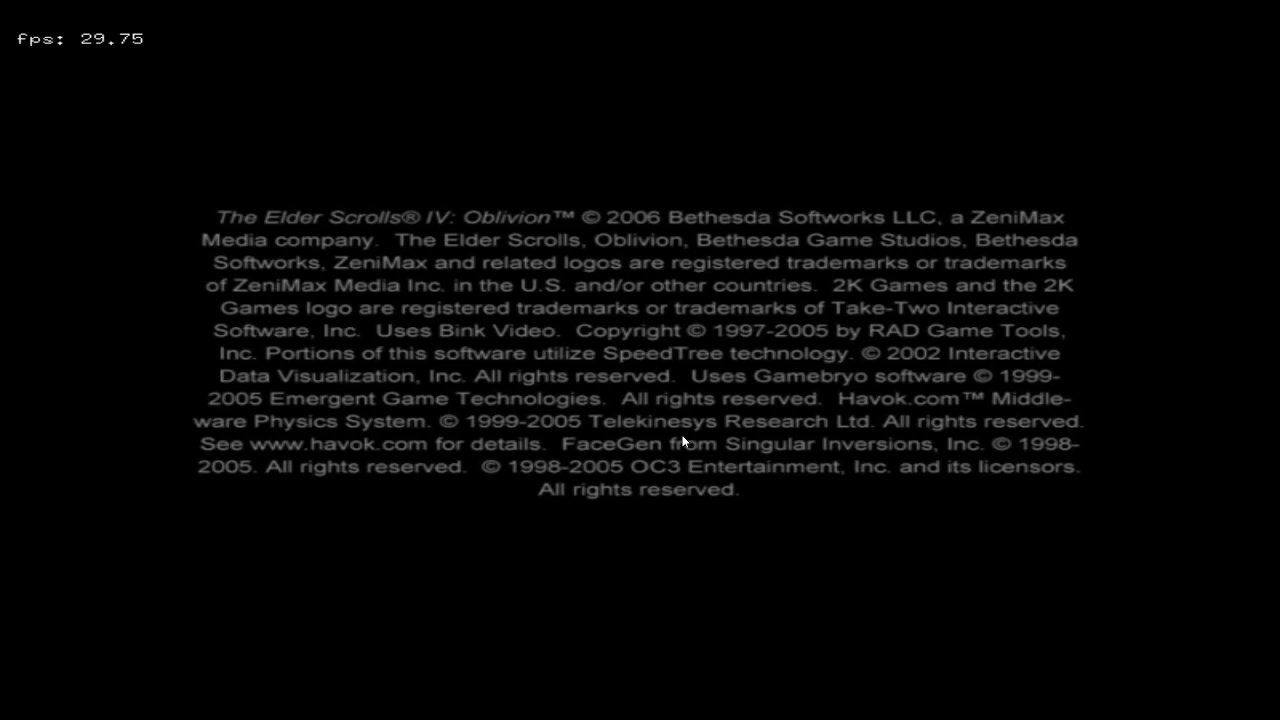 fps: 29.75
The Elder Scrolls® IV: Oblivion™ © 2006 Bethesda Softworks LLC, a ZeniMax
Media company.  The Elder Scrolls, Oblivion, Bethesda Game Studios, Bethesda
Softworks, ZeniMax and related logos are registered trademarks or trademarks
of ZeniMax Media Inc. in the U.S. and/or other countries.  2K Games and the 2K
Games logo are registered trademarks or trademarks of Take-Two Interactive
Software, Inc.  Uses Bink Video.  Copyright © 1997-2005 by RAD Game Tools,
Inc. Portions of this software utilize SpeedTree technology. © 2002 Interactive
Data Visualization, Inc. All rights reserved.  Uses Gamebryo software © 1999-
2005 Emergent Game Technologies.  All rights reserved.  Havok.com™ Middle-
ware Physics System. © 1999-2005 Telekinesys Research Ltd. All rights reserved.
See www.havok.com for details.  FaceGen from Singular Inversions, Inc. © 1998-
2005. All rights reserved.  © 1998-2005 OC3 Entertainment, Inc. and its licensors.
All rights reserved.